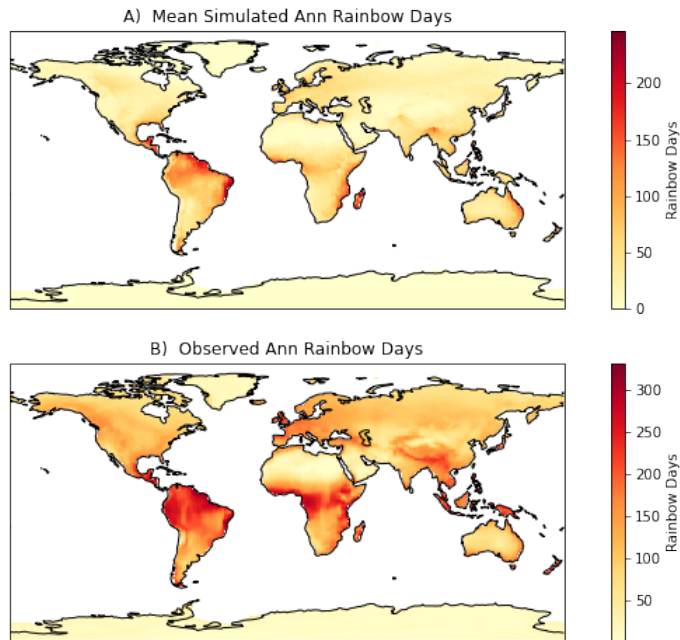 A)  Mean Simulated Ann Rainbow Days
200
150
100
50
0
Rainbow Days
B)  Observed Ann Rainbow Days
300
250
200
150
100
50
Rainbow Days